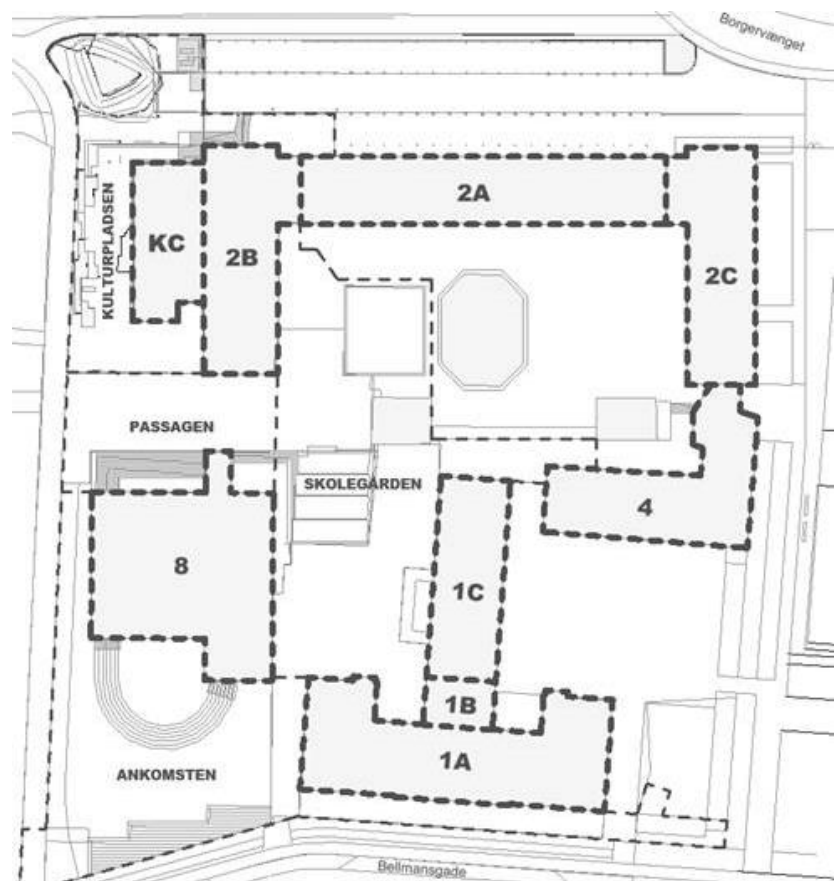 Borgervænget
2A
KULTURPLADSEN
KC
2B
2C
PASSAGEN
SKOLEGÅRDEN
4
8
1C
1B
1A
ANKOMSTEN
Bellmansgade